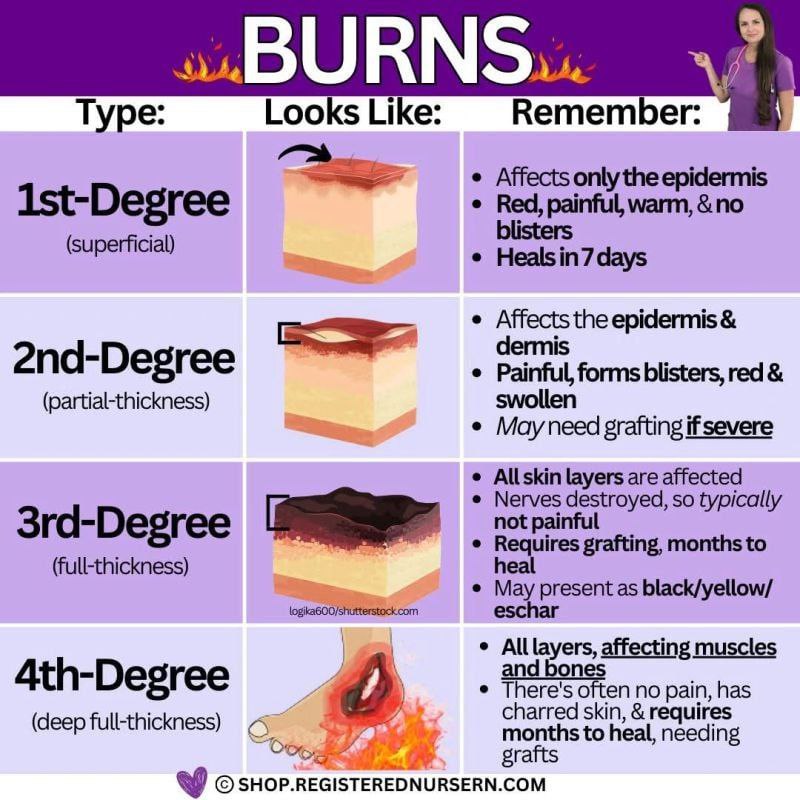 BURNS
Type:
Looks Like:
Remember:
1st-Degree
(superficial)
• Affects only the epidermis
• Red, painful, warm, & no
blisters
• Heals in 7 days
2nd-Degree
(partial-thickness)
• Affects the epidermis &
dermis
• Painful, forms blisters, red &
swollen
• May need grafting if severe
3rd-Degree
(full-thickness)
logika600/shutterstock.com
• All skin layers are affected
• Nerves destroyed, so typically
not painful
• Requires grafting, months to
heal
• May present as black/yellow/
eschar
4th-Degree
(deep full-thickness)
• All layers, affecting muscles
and bones
• There's often no pain, has
charred skin, & requires
months to heal, needing
grafts
© SHOP.REGISTEREDNURSERN.COM